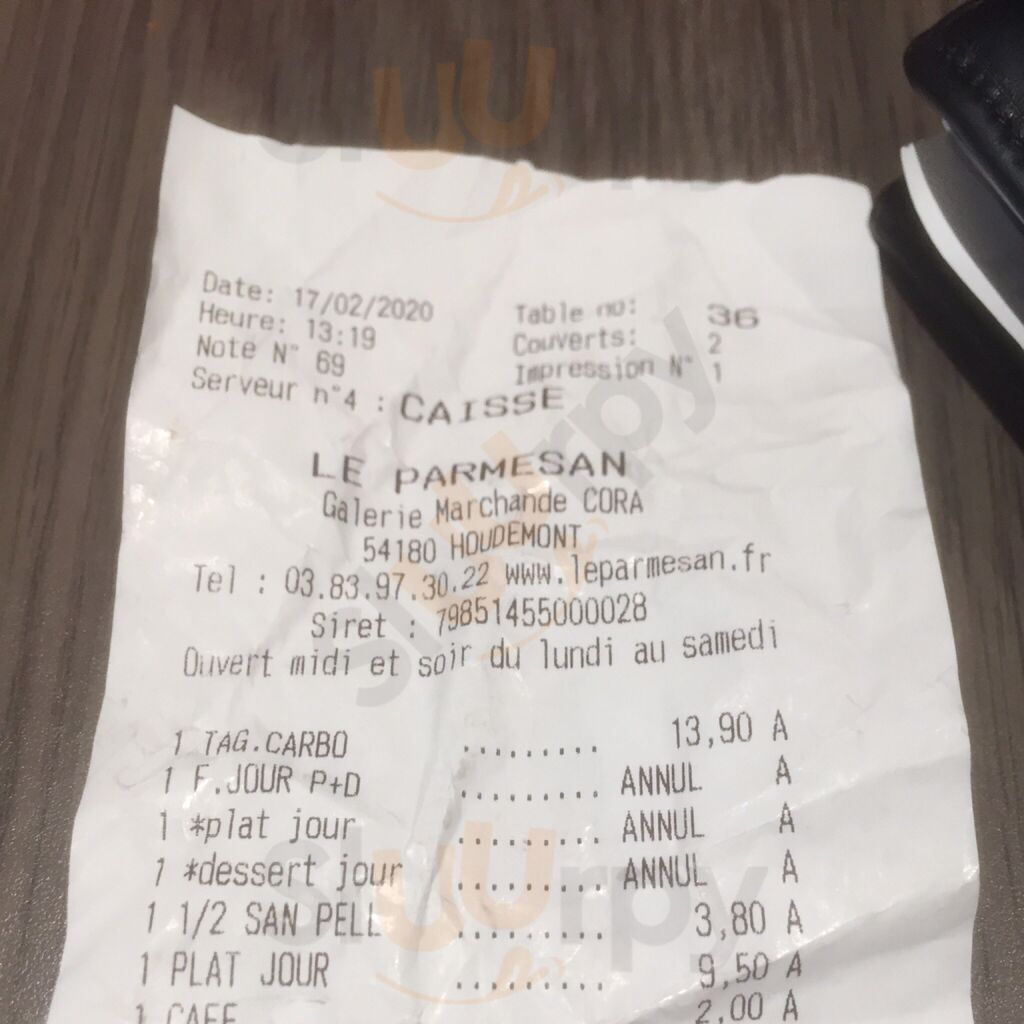 Date: 17/02/2020 Table no: 36
Heure: 13:19 Couverts: 2
Note N° 69 Impression N° 1
Serveur n°4 : CAISSE
LE PARMESAN
Galerie Marchande CORA
54180 HOUDEMONT
Tel : 03.83.97.30.22 www.leparmesan.fr
Siret : 79851455000028
Ouvert midi et soir du lundi au samedi
1 TAG.CARBO ......... 13,90 A
1 F.JOUR P+D ......... ANNUL A
1 *plat jour ......... ANNUL A
1 *dessert jour ......... ANNUL A
1 1/2 SAN PELL ......... 3,80 A
1 PLAT JOUR ......... 9,50 A
1 CAFE 2,00 A
sluurpy
sluurpy
sluurpy